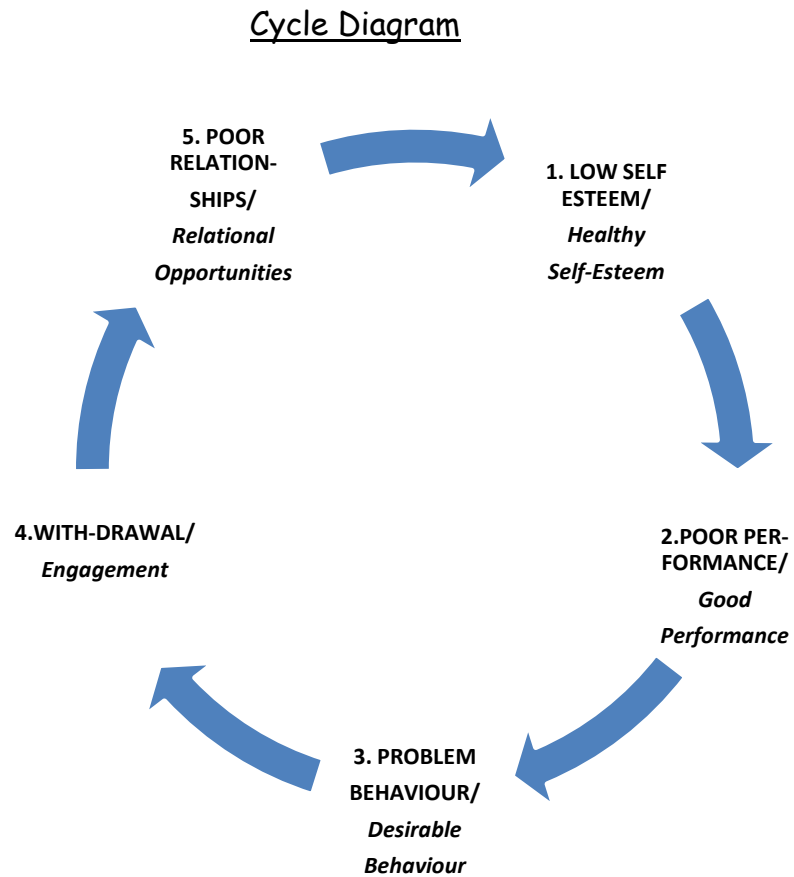 Cycle Diagram
5. POOR
RELATION-
SHIPS/
Relational
Opportunities
1. LOW SELF
ESTEEM/
Healthy
Self-Esteem
2.POOR PER-
FORMANCE/
Good
Performance
3. PROBLEM
BEHAVIOUR/
Desirable
Behaviour
4.WITH-DRAWAL/
Engagement